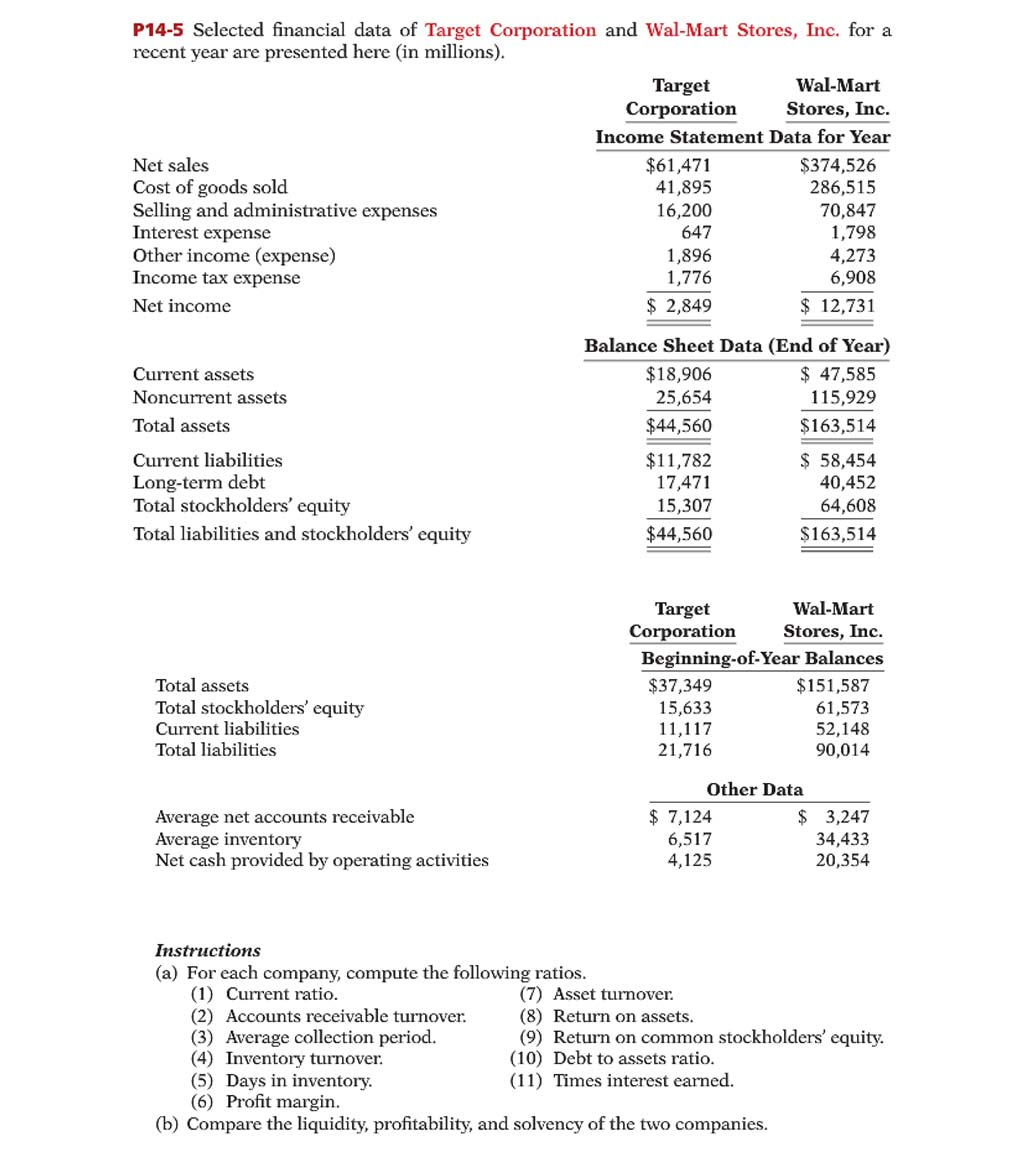 P14-5 Selected financial data of Target Corporation and Wal-Mart Stores, Inc. for a
recent year are presented here (in millions).
Target Wal-Mart
Corporation Stores, Inc.
Income Statement Data for Year
Net sales $61,471 $374,526
Cost of goods sold 41,895 286,515
Selling and administrative expenses 16,200 70,847
Interest expense 647 1,798
Other income (expense) 1,896 4,273
Income tax expense 1,776 6,908
Net income $ 2,849 $ 12,731
Balance Sheet Data (End of Year)
Current assets $18,906 $ 47,585
Noncurrent assets 25,654 115,929
Total assets $44,560 $163,514
Current liabilities $11,782 $ 58,454
Long-term debt 17,471 40,452
Total stockholders' equity 15,307 64,608
Total liabilities and stockholders' equity $44,560 $163,514
Target Wal-Mart
Corporation Stores, Inc.
Beginning-of-Year Balances
Total assets $37,349 $151,587
Total stockholders' equity 15,633 61,573
Current liabilities 11,117 52,148
Total liabilities 21,716 90,014
Other Data
Average net accounts receivable $ 7,124 $ 3,247
Average inventory 6,517 34,433
Net cash provided by operating activities 4,125 20,354
Instructions
(a) For each company, compute the following ratios.
(1) Current ratio. (7) Asset turnover.
(2) Accounts receivable turnover. (8) Return on assets.
(3) Average collection period. (9) Return on common stockholders' equity.
(4) Inventory turnover. (10) Debt to assets ratio.
(5) Days in inventory. (11) Times interest earned.
(6) Profit margin.
(b) Compare the liquidity, profitability, and solvency of the two companies.